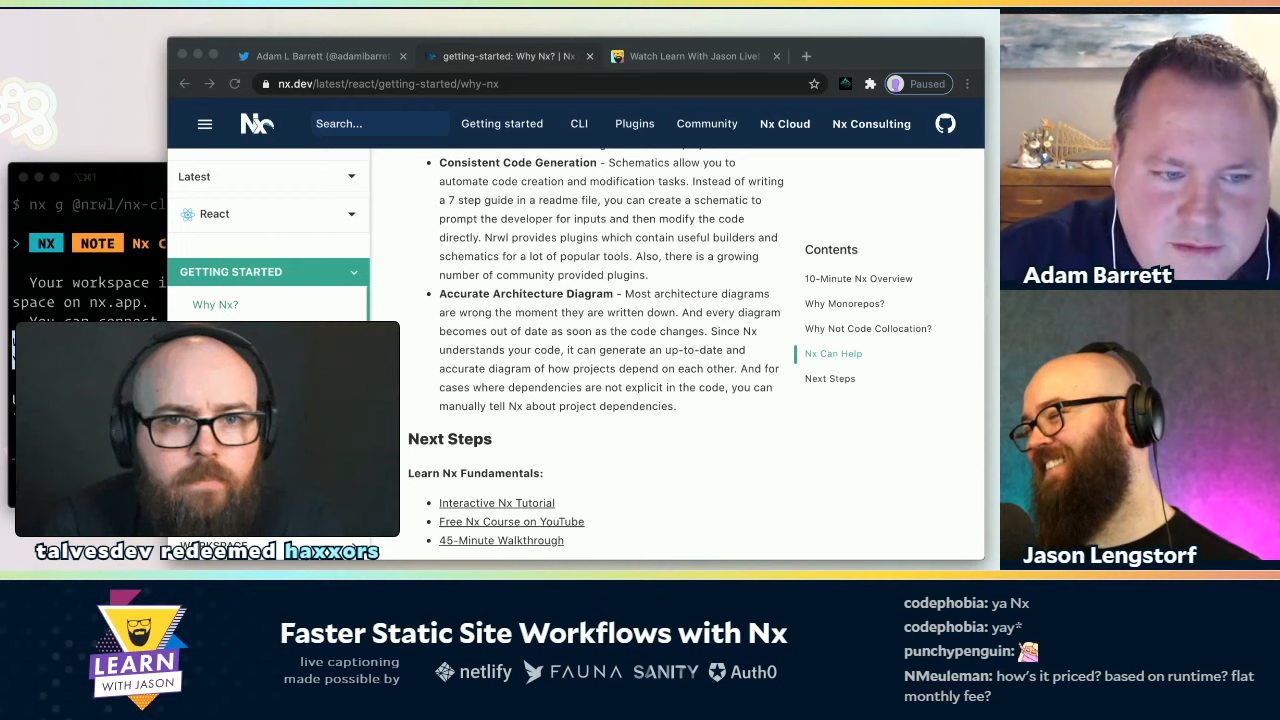 Adam L Barrett (@adamlbarret
getting-started: Why Nx? | Nx
Watch Learn With Jason Live!
nx.dev/latest/react/getting-started/why-nx
Paused
Nx
Search...
Getting started
CLI
Plugins
Community
Nx Cloud
Nx Consulting
Latest
React
GETTING STARTED
Why Nx?
⌥⌘1
$ nx g @nrwl/nx-cl
> NX NOTE Nx C
Your workspace i
space on nx.app.
You can connect
• Consistent Code Generation - Schematics allow you to
automate code creation and modification tasks. Instead of writing
a 7 step guide in a readme file, you can create a schematic to
prompt the developer for inputs and then modify the code
directly. Nrwl provides plugins which contain useful builders and
schematics for a lot of popular tools. Also, there is a growing
number of community provided plugins.
• Accurate Architecture Diagram - Most architecture diagrams
are wrong the moment they are written down. And every diagram
becomes out of date as soon as the code changes. Since Nx
understands your code, it can generate an up-to-date and
accurate diagram of how projects depend on each other. And for
cases where dependencies are not explicit in the code, you can
manually tell Nx about project dependencies.
Next Steps
Learn Nx Fundamentals:
• Interactive Nx Tutorial
• Free Nx Course on YouTube
• 45-Minute Walkthrough
Contents
10-Minute Nx Overview
Why Monorepos?
Why Not Code Collocation?
Nx Can Help
Next Steps
Adam Barrett
Jason Lengstorf
talvesdev redeemed haxxors
LEARN
WITH JASON
Faster Static Site Workflows with Nx
live captioning
made possible by
netlify
FAUNA
SANITY
Auth0
codephobia: ya Nx
codephobia: yay*
punchypenguin:
NMeuleman: how's it priced? based on runtime? flat
monthly fee?